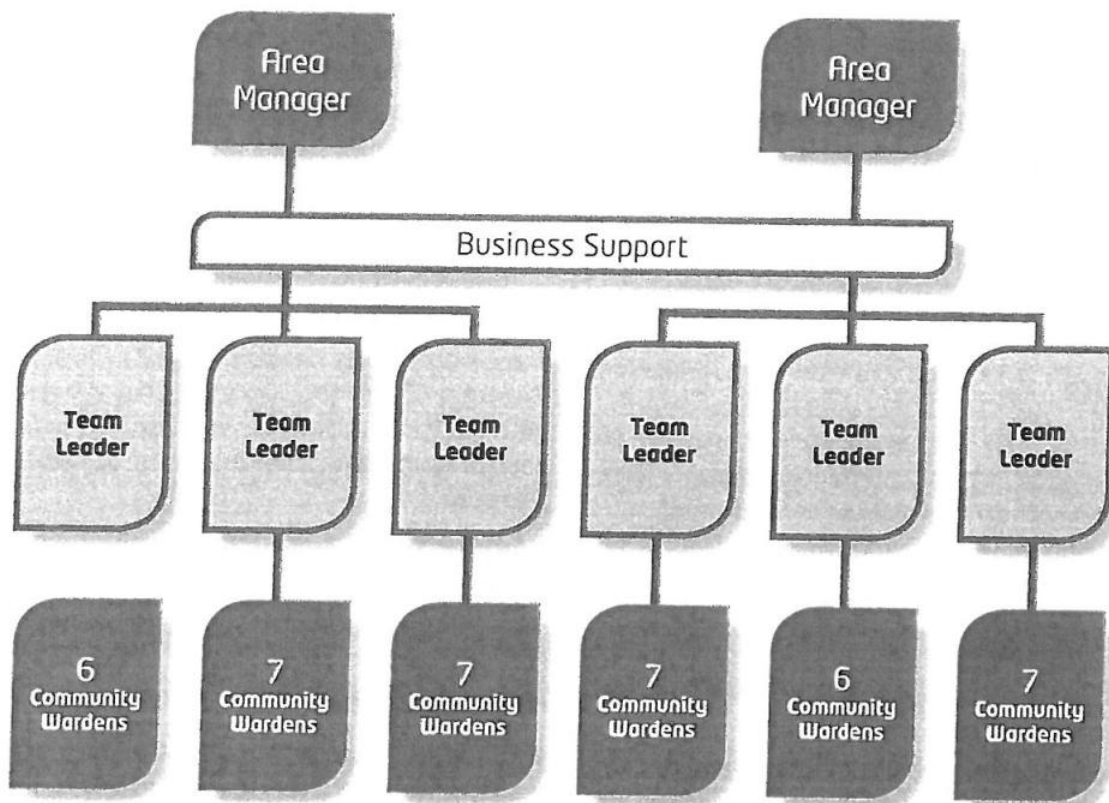 Area
Manager
Area
Manager
Business Support
Team
Leader
Team
Leader
Team
Leader
Team
Leader
Team
Leader
Team
Leader
6
Community
Wardens
7
Community
Wardens
7
Community
Wardens
7
Community
Wardens
6
Community
Wardens
7
Community
Wardens